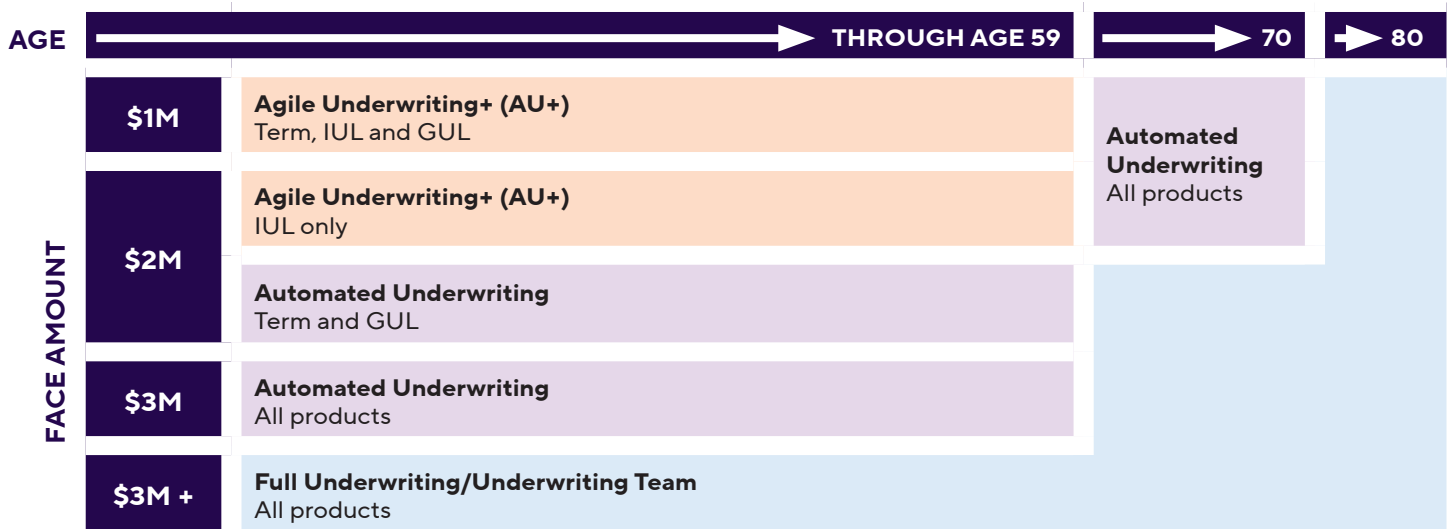 AGE
THROUGH AGE 59
70
80
$1M
Agile Underwriting+ (AU+)
Term, IUL and GUL
Automated
Underwriting
All products
FACE AMOUNT
$2M
Agile Underwriting+ (AU+)
IUL only
Automated Underwriting
Term and GUL
$3M
Automated Underwriting
All products
$3M +
Full Underwriting/Underwriting Team
All products